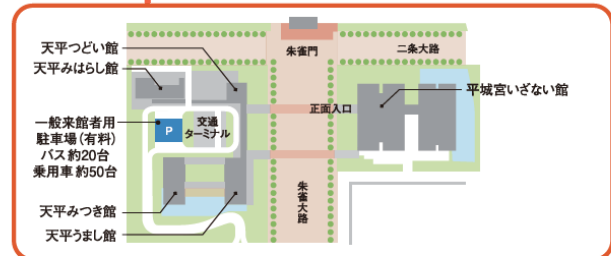 朱雀門
二条大路
天平つどい館
天平みはらし館
平城宮いざない館
正面入口
一般来館者用
駐車場(有料)
バス約20台
乗用車約50台
P
交通
ターミナル
朱雀大路
天平みつき館
天平うまし館